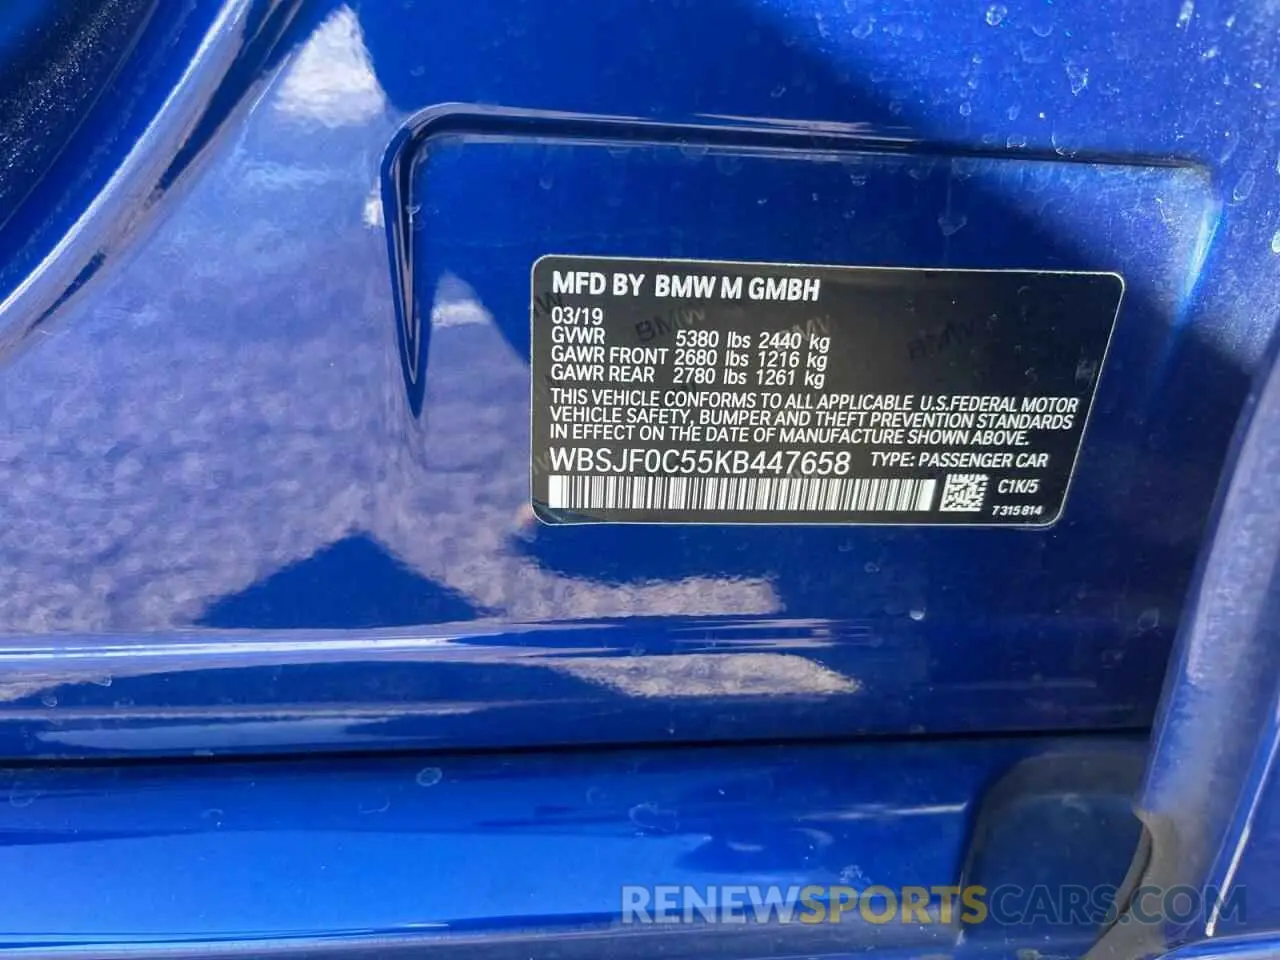 MFD BY BMW M GMBH
03/19
GVWR 5380 lbs 2440 kg
GAWR FRONT 2680 lbs 1216 kg
GAWR REAR 2780 lbs 1261 kg
THIS VEHICLE CONFORMS TO ALL APPLICABLE U.S.FEDERAL MOTOR
VEHICLE SAFETY, BUMPER AND THEFT PREVENTION STANDARDS
IN EFFECT ON THE DATE OF MANUFACTURE SHOWN ABOVE.
WBSJF0C55KB447658 TYPE: PASSENGER CAR
C1K/5
7 315 814
RENEWSPORTSCARS.COM